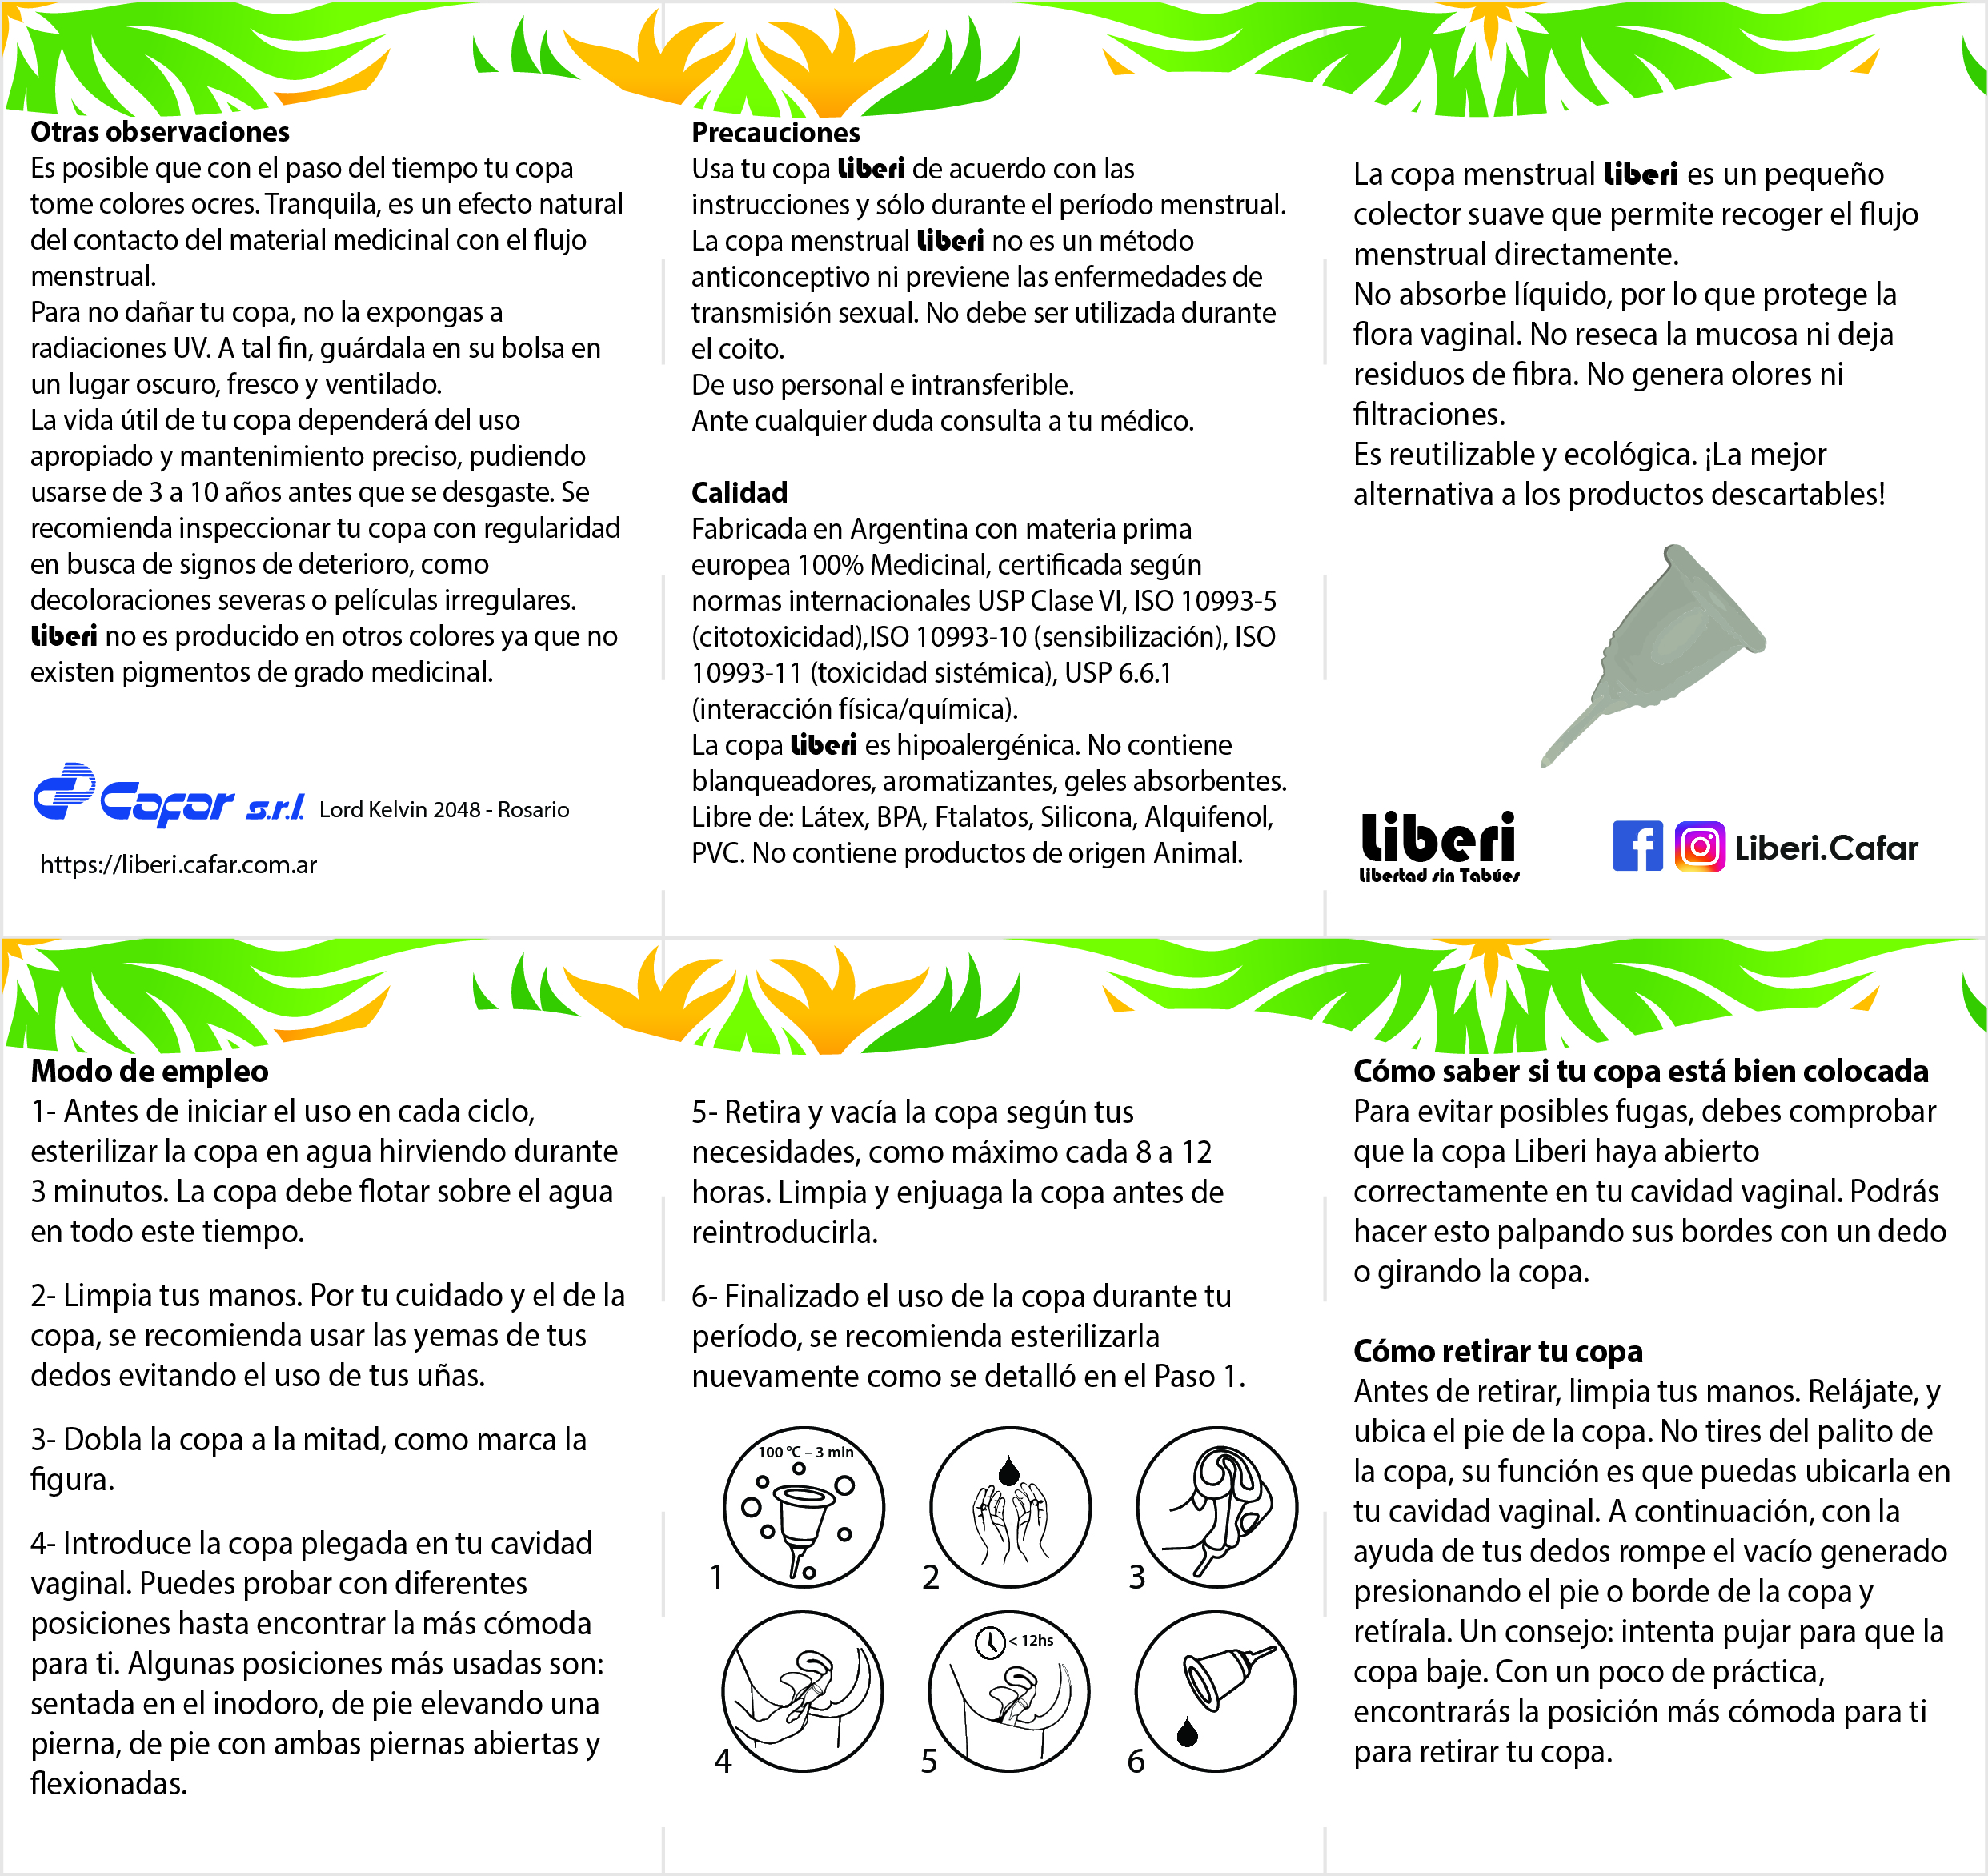 Otras observaciones
Es posible que con el paso del tiempo tu copa
tome colores ocres. Tranquila, es un efecto natural
del contacto del material medicinal con el flujo
menstrual.
Para no dañar tu copa, no la expongas a
radiaciones UV. A tal fin, guárdala en su bolsa en
un lugar oscuro, fresco y ventilado.
La vida útil de tu copa dependerá del uso
apropiado y mantenimiento preciso, pudiendo
usarse de 3 a 10 años antes que se desgaste. Se
recomienda inspeccionar tu copa con regularidad
en busca de signos de deterioro, como
decoloraciones severas o películas irregulares.
Liberi no es producido en otros colores ya que no
existen pigmentos de grado medicinal.
Cafar s.r.l. Lord Kelvin 2048 - Rosario
https://liberi.cafar.com.ar
Precauciones
Usa tu copa Liberi de acuerdo con las
instrucciones y sólo durante el período menstrual.
La copa menstrual Liberi no es un método
anticonceptivo ni previene las enfermedades de
transmisión sexual. No debe ser utilizada durante
el coito.
De uso personal e intransferible.
Ante cualquier duda consulta a tu médico.
Calidad
Fabricada en Argentina con materia prima
europea 100% Medicinal, certificada según
normas internacionales USP Clase VI, ISO 10993-5
(citotoxicidad),ISO 10993-10 (sensibilización), ISO
10993-11 (toxicidad sistémica), USP 6.6.1
(interacción física/química).
La copa Liberi es hipoalergénica. No contiene
blanqueadores, aromatizantes, geles absorbentes.
Libre de: Látex, BPA, Ftalatos, Silicona, Alquifenol,
PVC. No contiene productos de origen Animal.
La copa menstrual Liberi es un pequeño
colector suave que permite recoger el flujo
menstrual directamente.
No absorbe líquido, por lo que protege la
flora vaginal. No reseca la mucosa ni deja
residuos de fibra. No genera olores ni
filtraciones.
Es reutilizable y ecológica. ¡La mejor
alternativa a los productos descartables!
Liberi
Libertad sin Tabúes
Liberi.Cafar
Modo de empleo
1- Antes de iniciar el uso en cada ciclo,
esterilizar la copa en agua hirviendo durante
3 minutos. La copa debe flotar sobre el agua
en todo este tiempo.
2- Limpia tus manos. Por tu cuidado y el de la
copa, se recomienda usar las yemas de tus
dedos evitando el uso de tus uñas.
3- Dobla la copa a la mitad, como marca la
figura.
4- Introduce la copa plegada en tu cavidad
vaginal. Puedes probar con diferentes
posiciones hasta encontrar la más cómoda
para ti. Algunas posiciones más usadas son:
sentada en el inodoro, de pie elevando una
pierna, de pie con ambas piernas abiertas y
flexionadas.
5- Retira y vacía la copa según tus
necesidades, como máximo cada 8 a 12
horas. Limpia y enjuaga la copa antes de
reintroducirla.
6- Finalizado el uso de la copa durante tu
período, se recomienda esterilizarla
nuevamente como se detalló en el Paso 1.
100 °C – 3 min
1 2 3
< 12hs
4 5 6
Cómo saber si tu copa está bien colocada
Para evitar posibles fugas, debes comprobar
que la copa Liberi haya abierto
correctamente en tu cavidad vaginal. Podrás
hacer esto palpando sus bordes con un dedo
o girando la copa.
Cómo retirar tu copa
Antes de retirar, limpia tus manos. Relájate, y
ubica el pie de la copa. No tires del palito de
la copa, su función es que puedas ubicarla en
tu cavidad vaginal. A continuación, con la
ayuda de tus dedos rompe el vacío generado
presionando el pie o borde de la copa y
retírala. Un consejo: intenta pujar para que la
copa baje. Con un poco de práctica,
encontrarás la posición más cómoda para ti
para retirar tu copa.